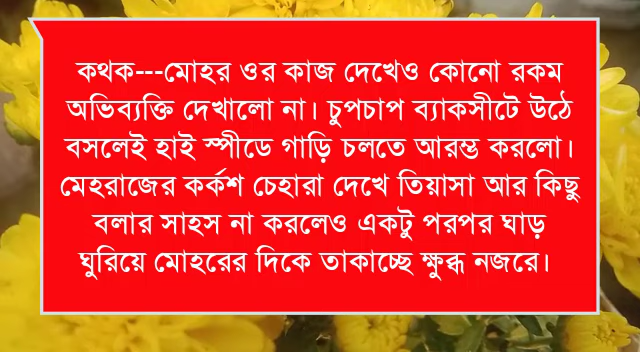 কথক---মোহর ওর কাজ দেখেও কোনো রকম
অভিব্যক্তি দেখালো না। চুপচাপ ব্যাকসীটে উঠে
বসলেই হাই স্পীডে গাড়ি চলতে আরম্ভ করলো।
মেহরাজের কর্কশ চেহারা দেখে তিয়াসা আর কিছু
বলার সাহস না করলেও একটু পরপর ঘাড়
ঘুরিয়ে মোহরের দিকে তাকাচ্ছে ক্ষুব্ধ নজরে।